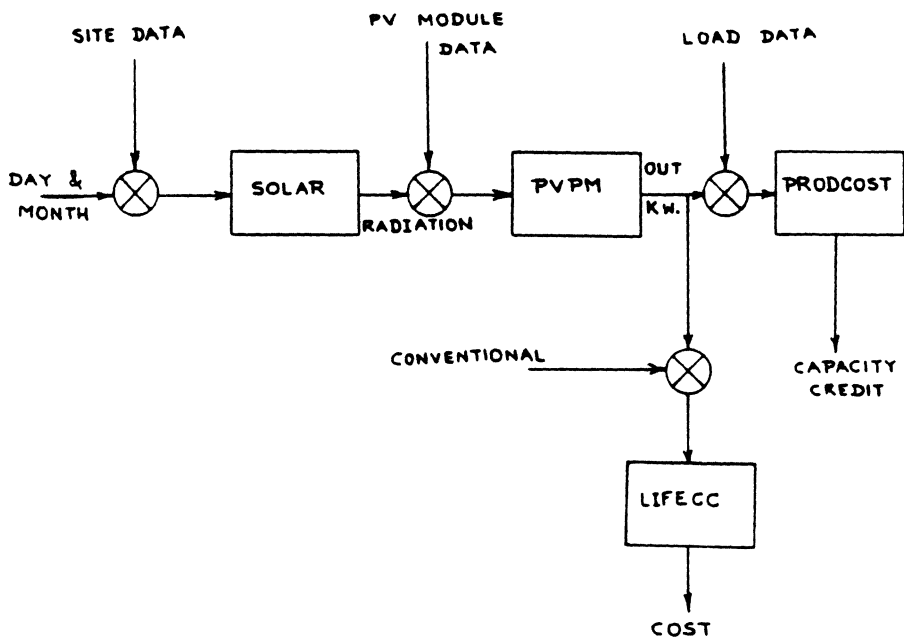 SITE DATA
PV MODULE
DATA
LOAD DATA
DAY &
MONTH
SOLAR
RADIATION
PVPM
OUT
KW.
PRODCOST
CONVENTIONAL
CAPACITY
CREDIT
LIFECC
COST